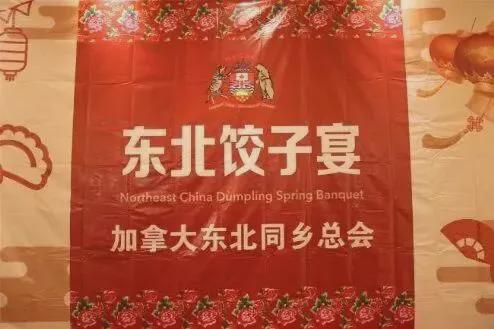 东北饺子宴
Northeast China Dumpling Spring Banquet
加拿大东北同乡总会